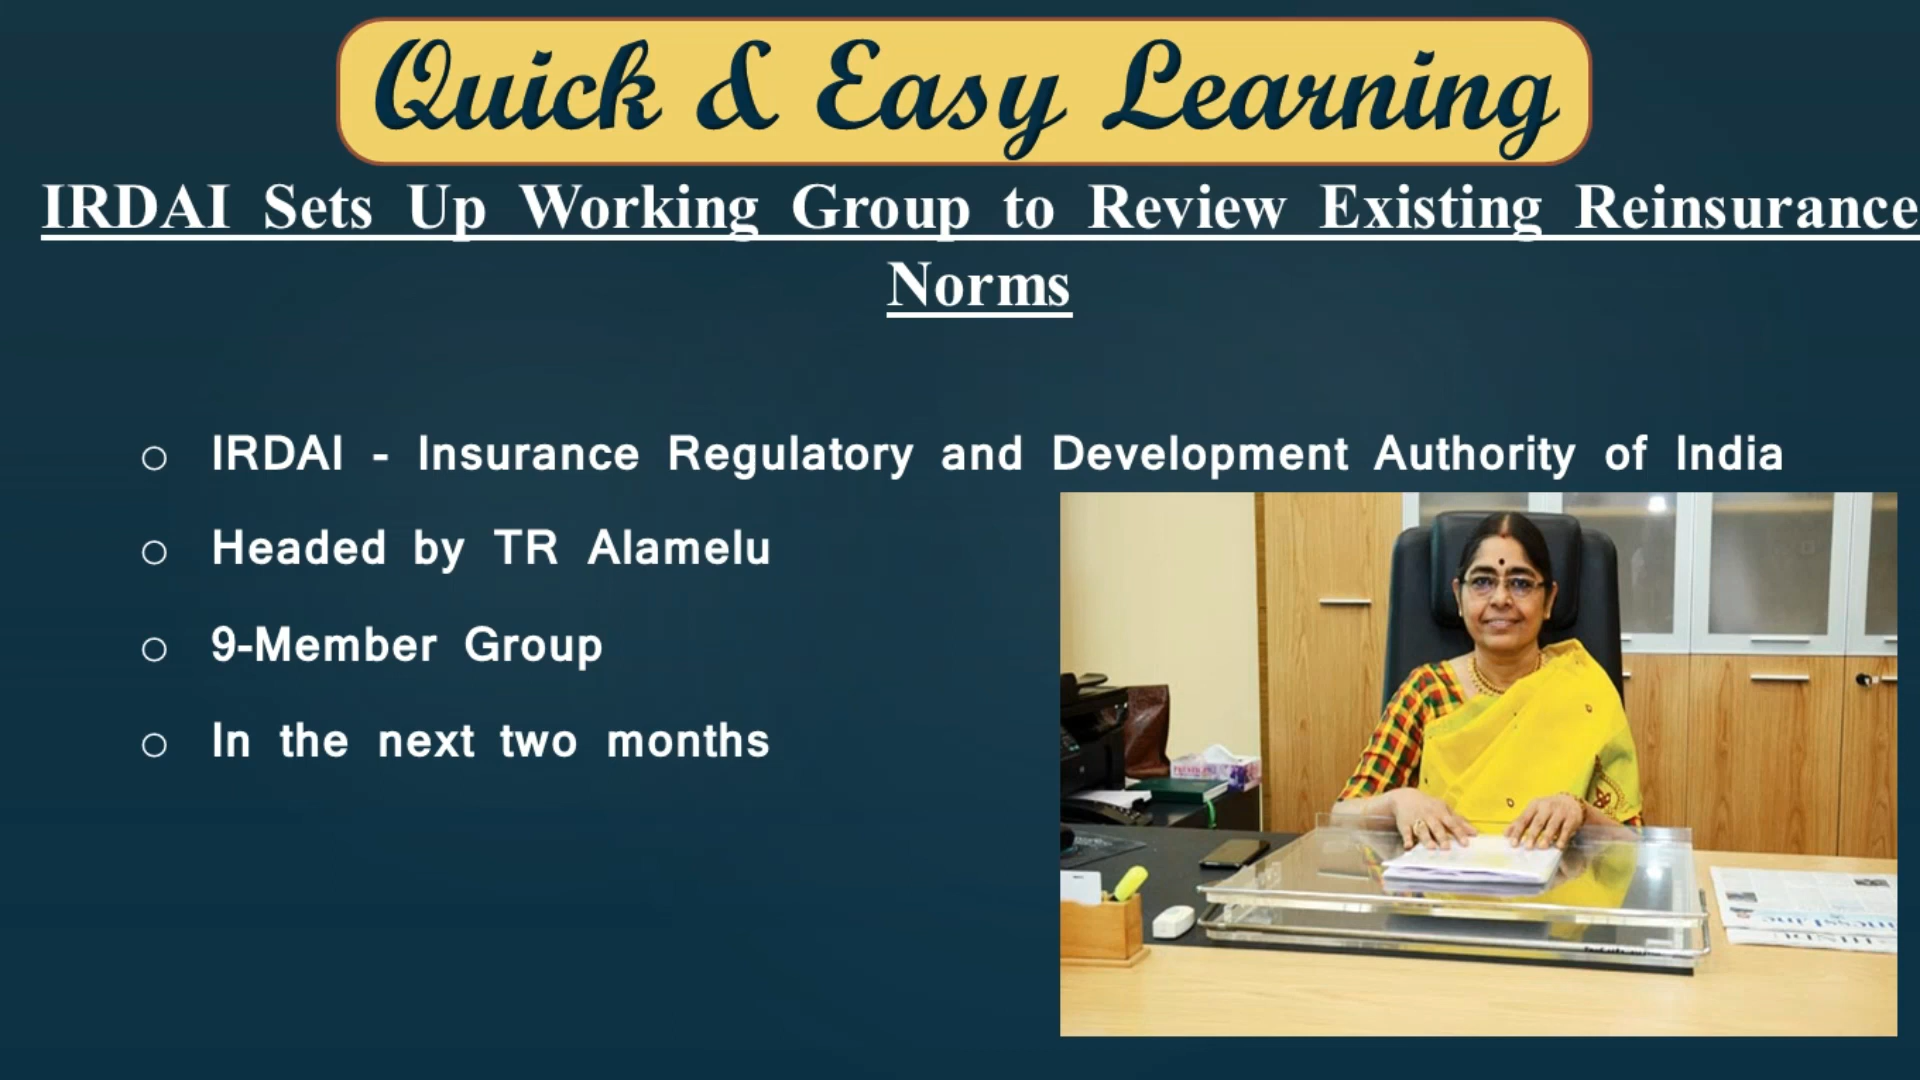 Quick & Easy Learning
IRDAI Sets Up Working Group to Review Existing Reinsurance
Norms
IRDAI - Insurance Regulatory and Development Authority of India
Headed by TR Alamelu
9-Member Group
In the next two months